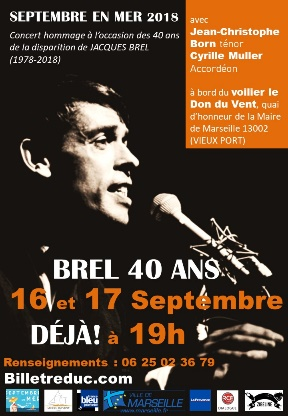 SEPTEMBRE EN MER 2018
Concert hommage à l'occasion des 40 ans
de la disparition de JACQUES BREL
(1978-2018)
avec
Jean-Christophe
Born ténor
Cyrille Muller
Accordéon
à bord du voilier le
Don du Vent, quai
d'honneur de la Maire
de Marseille 13002
(VIEUX PORT)
BREL 40 ANS
16 et 17 Septembre
DÉJÀ! à 19h
Renseignements : 06 25 02 36 79
Billetreduc.com
bleu
VILLE DE
MARSEILLE
RCF